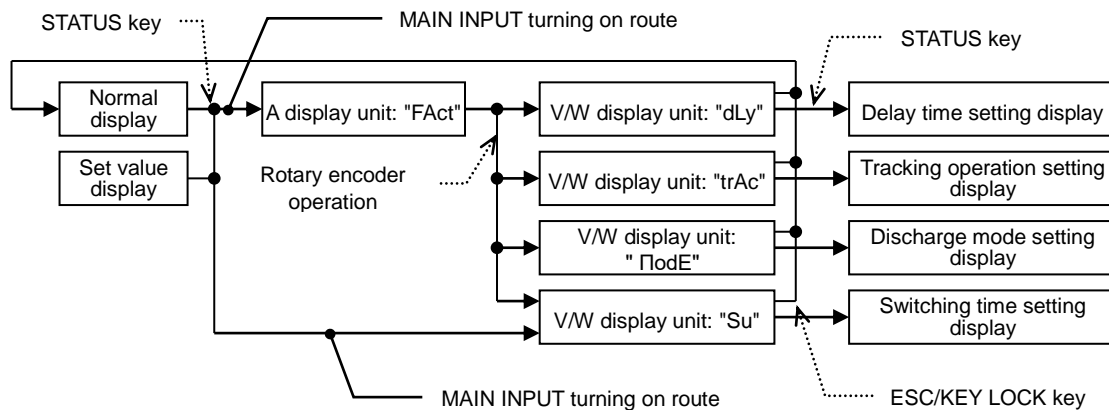 MAIN INPUT turning on route
STATUS key
STATUS key
Normal
display
A display unit: "FAct"
V/W display unit: "dLy"
Delay time setting display
Set value
display
Rotary encoder
operation
V/W display unit: "trAc"
Tracking operation setting
display
V/W display unit:
" ΠodE"
Discharge mode setting
display
V/W display unit: "Su"
Switching time setting
display
MAIN INPUT turning on route
ESC/KEY LOCK key